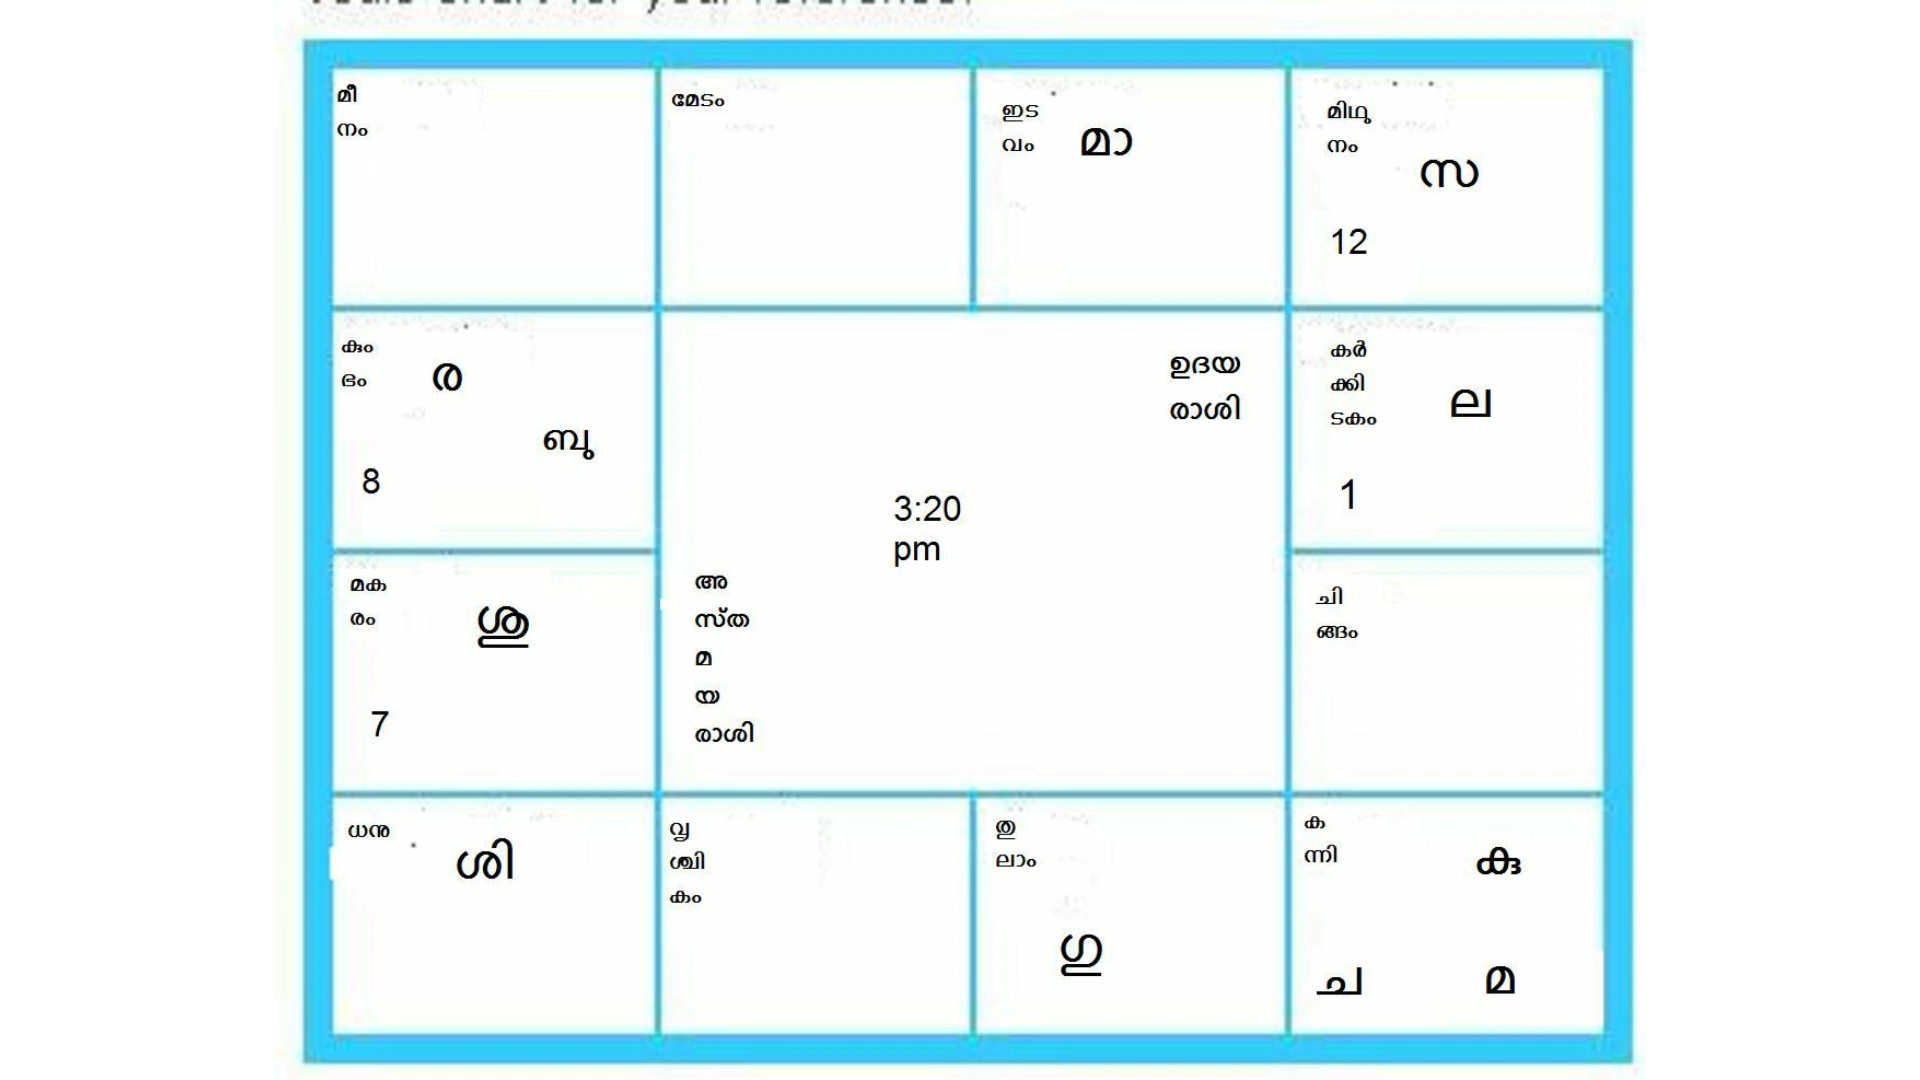 മീ
നം
മേടം
ഇട
വം
മാ
മിഥു
നം
സ
12
കും
ഭം
ര
ബു
8
ഉദയ
രാശി
3:20
pm
കർ
ക്കി
ടകം
ല
1
മക
രം
ശു
7
അ
സ്ത
മ
യ
രാശി
ചി
ങ്ങം
ധനു
ശി
വൃ
ശ്ചി
കം
തു
ലാം
ഗു
ക
ന്നി
കു
ച
മ